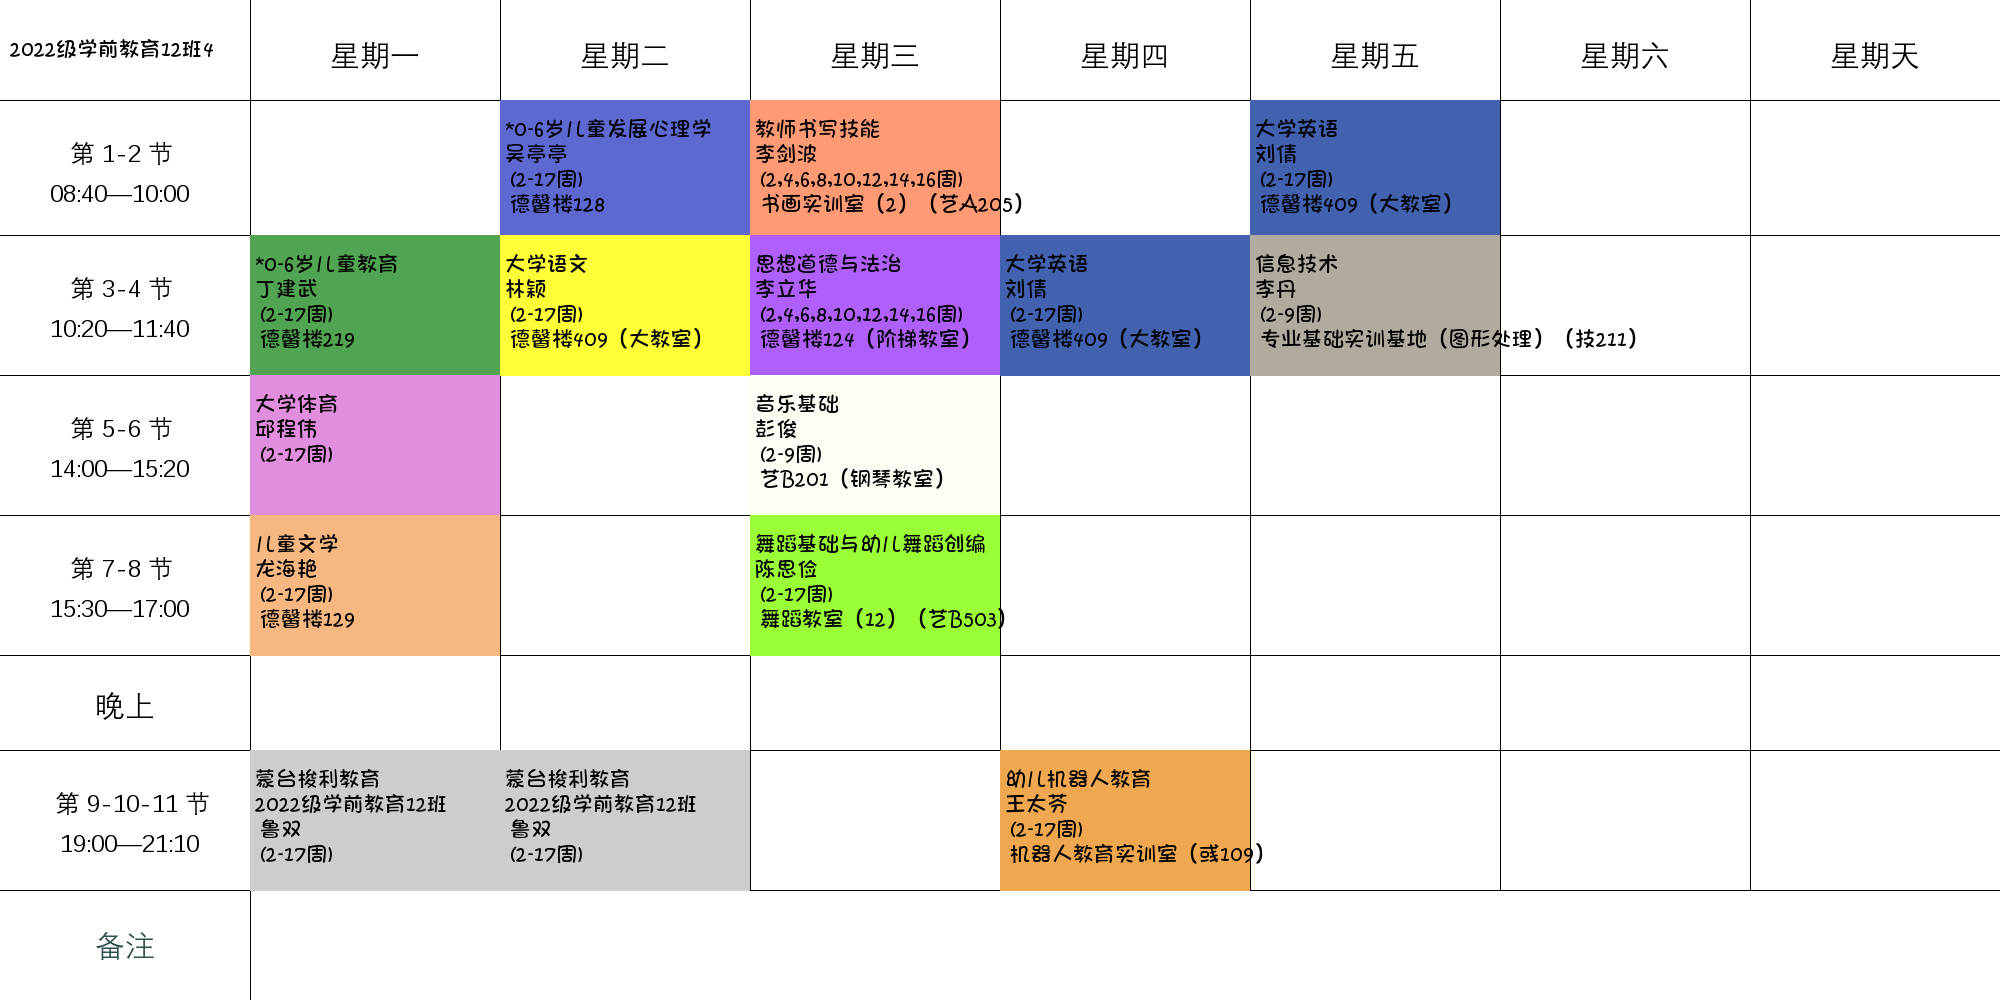 2022级学前教育12班4
星期一
星期二
星期三
星期四
星期五
星期六
星期天
第 1-2 节
08:40—10:00
*0-6岁儿童发展心理学
吴亭亭
(2-17周)
德馨楼128
教师书写技能
李剑波
(2,4,6,8,10,12,14,16周)
书画实训室（2）（艺A205）
大学英语
刘倩
(2-17周)
德馨楼409（大教室）
第 3-4 节
10:20—11:40
*0-6岁儿童教育
丁建武
(2-17周)
德馨楼219
大学语文
林颖
(2-17周)
德馨楼409（大教室）
思想道德与法治
李立华
(2,4,6,8,10,12,14,16周)
德馨楼124（阶梯教室）
大学英语
刘倩
(2-17周)
德馨楼409（大教室）
信息技术
李丹
(2-9周)
专业基础实训基地（图形处理）（技211）
第 5-6 节
14:00—15:20
大学体育
邱程伟
(2-17周)
音乐基础
彭俊
(2-9周)
艺B201（钢琴教室）
第 7-8 节
15:30—17:00
儿童文学
龙海艳
(2-17周)
德馨楼129
舞蹈基础与幼儿舞蹈创编
陈思俭
(2-17周)
舞蹈教室（12）（艺B503）
晚上
第 9-10-11 节
19:00—21:10
蒙台梭利教育
2022级学前教育12班
鲁双
(2-17周)
蒙台梭利教育
2022级学前教育12班
鲁双
(2-17周)
幼儿机器人教育
王太芬
(2-17周)
机器人教育实训室（彧109）
备注